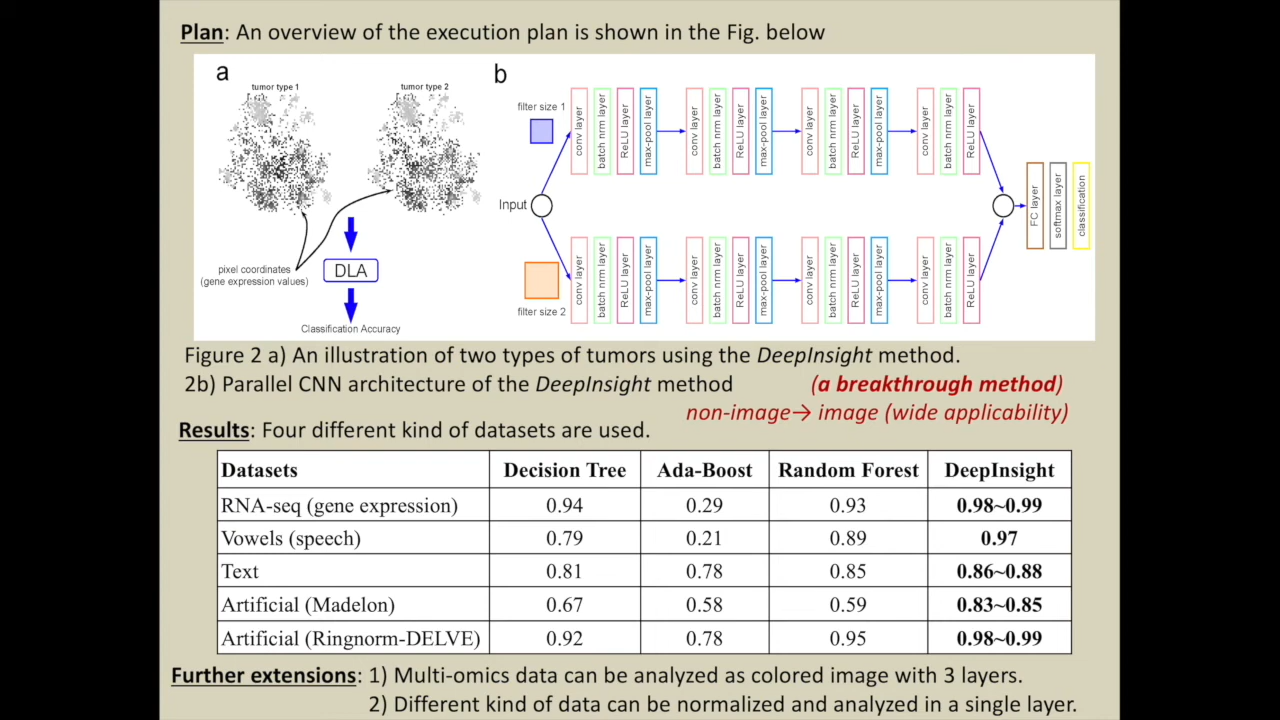 Plan: An overview of the execution plan is shown in the Fig. below
a
tumor type 1
tumor type 2
pixel coordinates
(gene expression values)
DLA
Classification Accuracy
b
filter size 1
Input
filter size 2
conv layer
batch nrm layer
ReLU layer
max-pool layer
conv layer
batch nrm layer
ReLU layer
max-pool layer
conv layer
batch nrm layer
ReLU layer
max-pool layer
conv layer
batch nrm layer
ReLU layer
conv layer
batch nrm layer
ReLU layer
max-pool layer
conv layer
batch nrm layer
ReLU layer
max-pool layer
conv layer
batch nrm layer
ReLU layer
max-pool layer
conv layer
batch nrm layer
ReLU layer
FC layer
softmax layer
classification
Figure 2 a) An illustration of two types of tumors using the DeepInsight method.
2b) Parallel CNN architecture of the DeepInsight method (a breakthrough method)
non-image→ image (wide applicability)
Results: Four different kind of datasets are used.
Datasets Decision Tree Ada-Boost Random Forest DeepInsight
RNA-seq (gene expression) 0.94 0.29 0.93 0.98~0.99
Vowels (speech) 0.79 0.21 0.89 0.97
Text 0.81 0.78 0.85 0.86~0.88
Artificial (Madelon) 0.67 0.58 0.59 0.83~0.85
Artificial (Ringnorm-DELVE) 0.92 0.78 0.95 0.98~0.99
Further extensions: 1) Multi-omics data can be analyzed as colored image with 3 layers.
2) Different kind of data can be normalized and analyzed in a single layer.